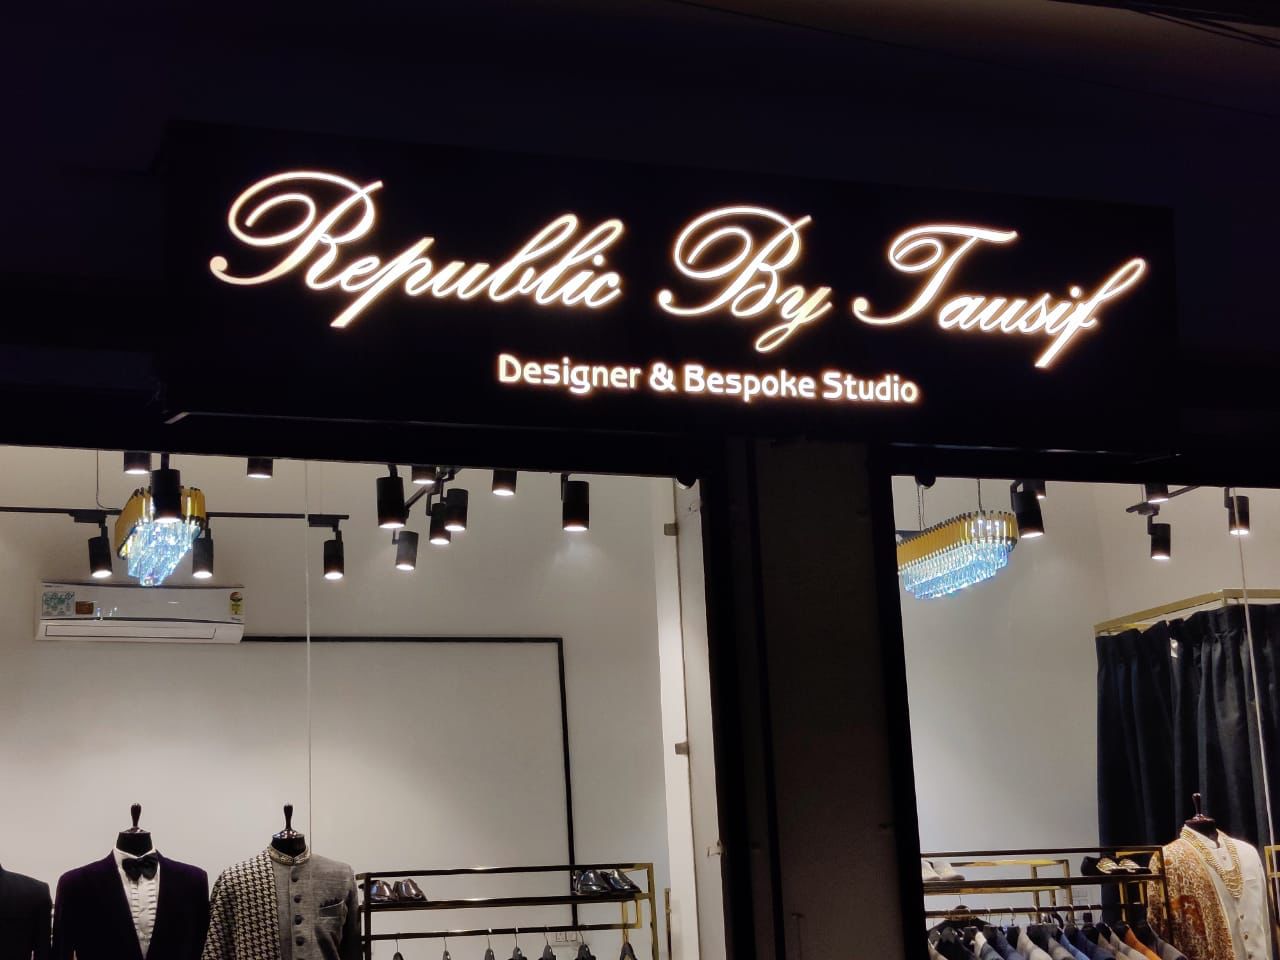 Republic By Tausif
Designer & Bespoke Studio